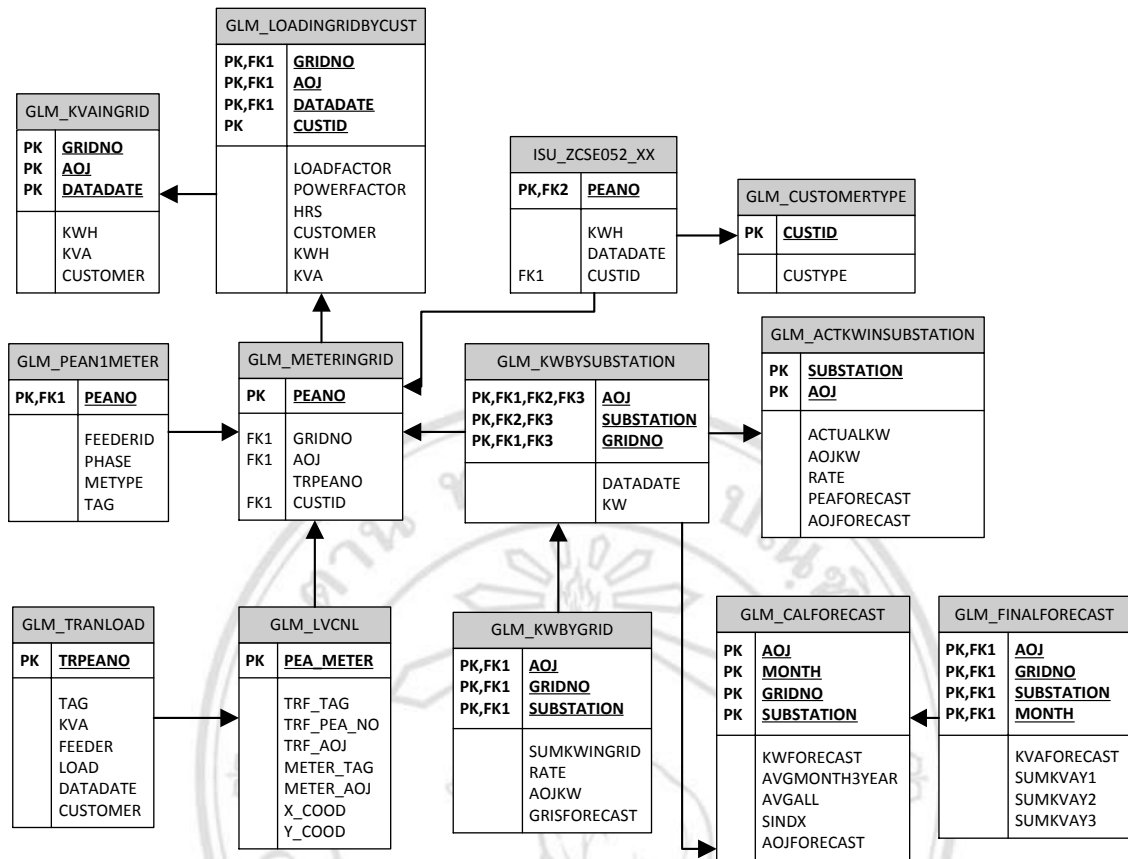 GLM_LOADINGRIDBYCUST
PK,FK1 GRIDNO
PK,FK1 AOJ
PK,FK1 DATADATE
PK CUSTID
LOADFACTOR
POWERFACTOR
HRS
CUSTOMER
KWH
KVA
GLM_KVAINGRID
PK GRIDNO
PK AOJ
PK DATADATE
KWH
KVA
CUSTOMER
ISU_ZCSE052_XX
PK,FK2 PEANO
KWH
DATADATE
FK1 CUSTID
GLM_CUSTOMERTYPE
PK CUSTID
CUSTYPE
GLM_PEAN1METER
PK,FK1 PEANO
FEEDERID
PHASE
METYPE
TAG
GLM_METERINGRID
PK PEANO
FK1 GRIDNO
FK1 AOJ
TRPEANO
FK1 CUSTID
GLM_KWBYSUBSTATION
PK,FK1,FK2,FK3 AOJ
PK,FK2,FK3 SUBSTATION
PK,FK1,FK3 GRIDNO
DATADATE
KW
GLM_ACTKWINSUBSTATION
PK SUBSTATION
PK AOJ
ACTUALKW
AOJKW
RATE
PEAFORECAST
AOJFORECAST
GLM_TRANLOAD
PK TRPEANO
TAG
KVA
FEEDER
LOAD
DATADATE
CUSTOMER
GLM_LVCNL
PK PEA_METER
TRF_TAG
TRF_PEA_NO
TRF_AOJ
METER_TAG
METER_AOJ
X_COOD
Y_COOD
GLM_KWBYGRID
PK,FK1 AOJ
PK,FK1 GRIDNO
PK,FK1 SUBSTATION
SUMKWINGRID
RATE
AOJKW
GRISFORECAST
GLM_CALFORECAST
PK AOJ
PK MONTH
PK GRIDNO
PK SUBSTATION
KWFORECAST
AVGMONTH3YEAR
AVGALL
SINDX
AOJFORECAST
GLM_FINALFORECAST
PK,FK1 AOJ
PK,FK1 GRIDNO
PK,FK1 SUBSTATION
PK,FK1 MONTH
KVAFORECAST
SUMKVAY1
SUMKVAY2
SUMKVAY3